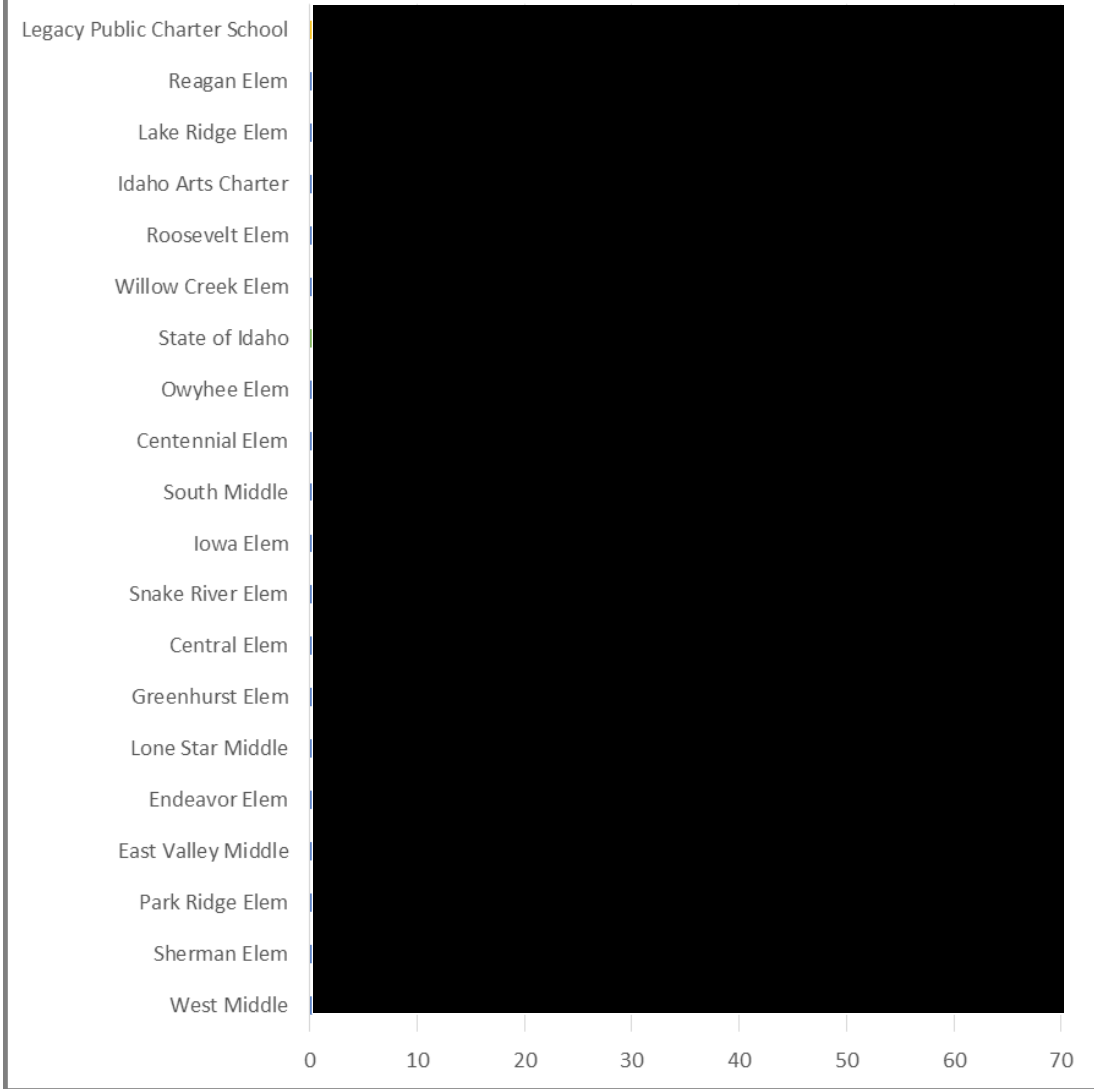 Legacy Public Charter School
Reagan Elem
Lake Ridge Elem
Idaho Arts Charter
Roosevelt Elem
Willow Creek Elem
State of Idaho
Owyhee Elem
Centennial Elem
South Middle
Iowa Elem
Snake River Elem
Central Elem
Greenhurst Elem
Lone Star Middle
Endeavor Elem
East Valley Middle
Park Ridge Elem
Sherman Elem
West Middle
0 10 20 30 40 50 60 70